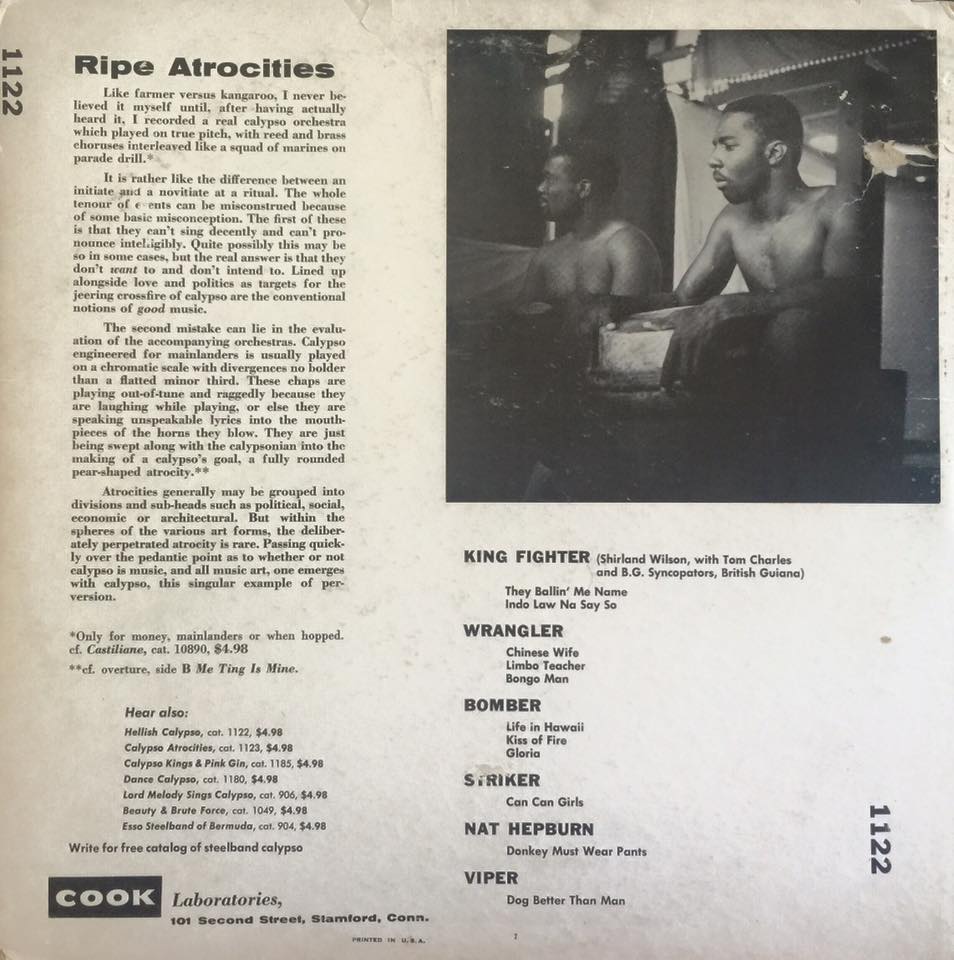 1122
Ripe Atrocities
Like farmer versus kangaroo, I never be-
lieved it myself until, after having actually
heard it, I recorded a real calypso orchestra
which played on true pitch, with reed and brass
choruses interleaved like a squad of marines on
parade drill.*
It is rather like the difference between an
initiate and a novitiate at a ritual. The whole
tenour of events can be misconstrued because
of some basic misconception. The first of these
is that they can't sing decently and can't pro-
nounce intelligibly. Quite possibly this may be
so in some cases, but the real answer is that they
don't want to and don't intend to. Lined up
alongside love and politics as targets for the
jeering crossfire of calypso are the conventional
notions of good music.
The second mistake can lie in the evalu-
ation of the accompanying orchestras. Calypso
engineered for mainlanders is usually played
on a chromatic scale with divergences no bolder
than a flatted minor third. These chaps are
playing out-of-tune and raggedly because they
are laughing while playing, or else they are
speaking unspeakable lyrics into the mouth-
pieces of the horns they blow. They are just
being swept along with the calypsonian into the
making of a calypso's goal, a fully rounded
pear-shaped atrocity.**
Atrocities generally may be grouped into
divisions and sub-heads such as political, social,
economic or architectural. But within the
spheres of the various art forms, the deliber-
ately perpetrated atrocity is rare. Passing quick-
ly over the pedantic point as to whether or not
calypso is music, and all music art, one emerges
with calypso, this singular example of per-
version.
*Only for money, mainlanders or when hopped.
cf. Castiliane, cat. 10890, $4.98
**cf. overture, side B Me Ting Is Mine.
Hear also:
Hellish Calypso, cat. 1122, $4.98
Calypso Atrocities, cat. 1123, $4.98
Calypso Kings & Pink Gin, cat. 1185, $4.98
Dance Calypso, cat. 1180, $4.98
Lord Melody Sings Calypso, cat. 906, $4.98
Beauty & Brute Force, cat. 1049, $4.98
Esso Steelband of Bermuda, cat. 904, $4.98
Write for free catalog of steelband calypso
COOK Laboratories,
101 Second Street, Stamford, Conn.
PRINTED IN U.S.A.
KING FIGHTER (Shirland Wilson, with Tom Charles
and B.G. Syncopators, British Guiana)
They Ballin' Me Name
Indo Law Na Say So
WRANGLER
Chinese Wife
Limbo Teacher
Bongo Man
BOMBER
Life in Hawaii
Kiss of Fire
Gloria
STRIKER
Can Can Girls
NAT HEPBURN
Donkey Must Wear Pants
VIPER
Dog Better Than Man
1122